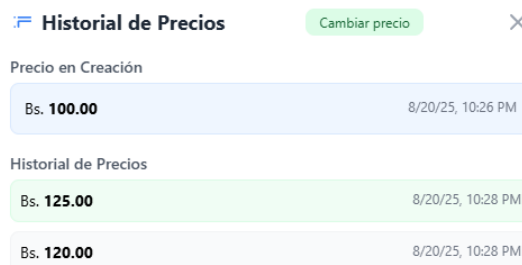 Historial de Precios Cambiar precio
Precio en Creación
Bs. 100.00 8/20/25, 10:26 PM
Historial de Precios
Bs. 125.00 8/20/25, 10:28 PM
Bs. 120.00 8/20/25, 10:28 PM